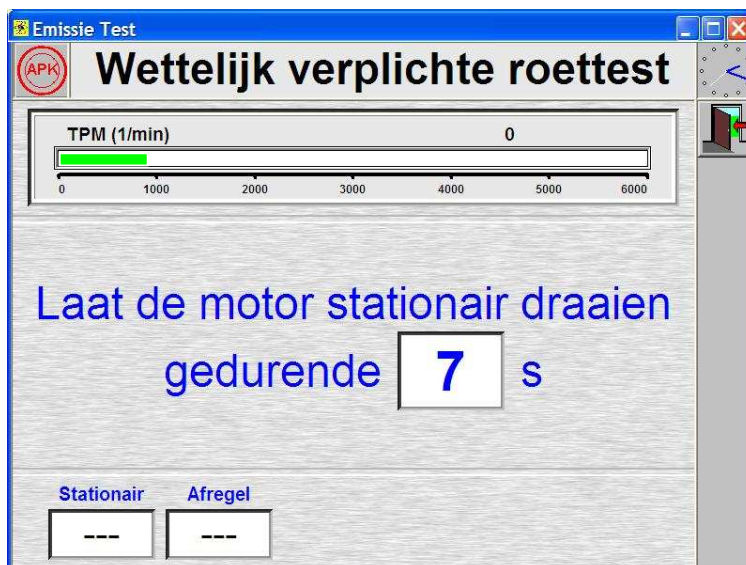 Emissie Test
APK
Wettelijk verplichte roettest
TPM (1/min) 0
0 1000 2000 3000 4000 5000 6000
Laat de motor stationair draaien
gedurende 7 s
Stationair Afregel
--- ---